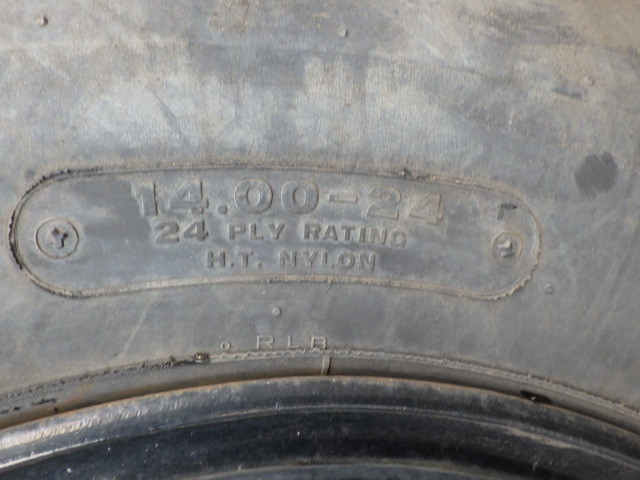 14.00-24
24 PLY RATING
H.T. NYLON
RLB